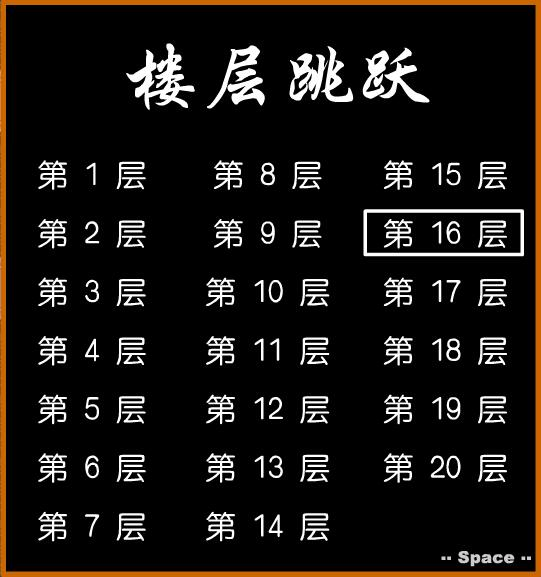 楼层跳跃
第 1 层 第 8 层 第 15 层
第 2 层 第 9 层 第 16 层
第 3 层 第 10 层 第 17 层
第 4 层 第 11 层 第 18 层
第 5 层 第 12 层 第 19 层
第 6 层 第 13 层 第 20 层
第 7 层 第 14 层
-- Space --